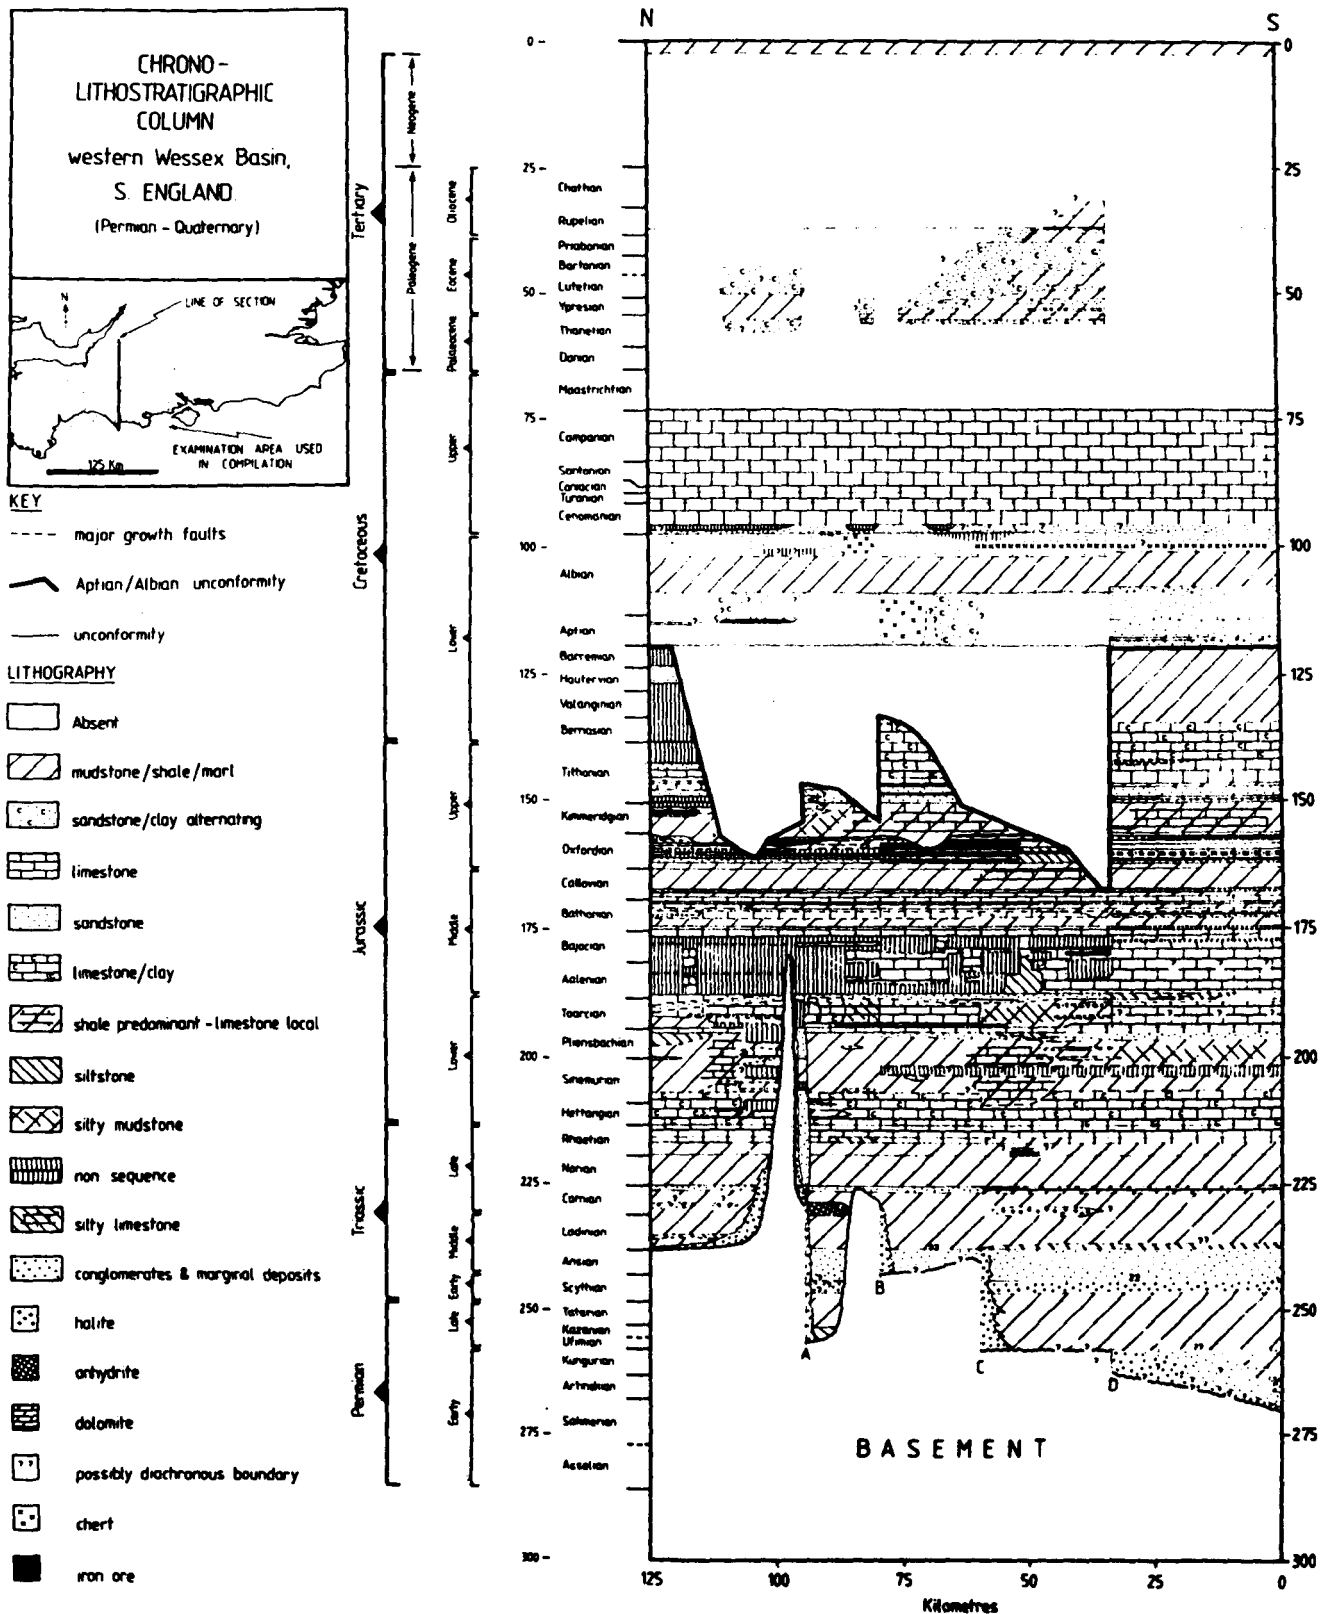 CHRONO-
LITHOSTRATIGRAPHIC
COLUMN
western Wessex Basin,
S. ENGLAND
(Permian - Quaternary)
N
LINE OF SECTION
EXAMINATION AREA USED
IN COMPILATION
125 Km
KEY
major growth faults
Aptian/Albian unconformity
unconformity
LITHOGRAPHY
Absent
mudstone/shale/marl
sandstone/clay alternating
limestone
sandstone
limestone/clay
shale predominant - limestone local
siltstone
silty mudstone
non sequence
silty limestone
conglomerates & marginal deposits
halite
anhydrite
dolomite
possibly diachronous boundary
chert
iron ore
Tertiary
Cretaceous
Jurassic
Triassic
Permian
Neogene
Paleogene
Oliocene
Eocene
Palaeocene
Upper
Lower
Upper
Middle
Lower
Late
Middle
Early
Late
Early
0
25
50
75
100
125
150
175
200
225
250
275
300
Chathan
Rupelian
Priabonian
Bartonian
Lutetian
Ypresian
Thanetian
Danian
Maastrichtian
Campanian
Santonian
Coniacian
Turonian
Cenomanian
Albian
Aptian
Barremian
Hautervian
Valanginian
Berriasian
Tithonian
Kimmeridgian
Oxfordian
Callovian
Bathonian
Bajocian
Aalenian
Toarcian
Pliensbachian
Sinemurian
Hettangian
Rhaetian
Norian
Carnian
Ladinian
Ansian
Scythian
Tatarian
Kazanian
Ufimian
Kungurian
Artinskian
Sakmarian
Asselian
N
S
A
B
C
D
BASEMENT
0
25
50
75
100
125
150
175
200
225
250
275
300
125
100
75
50
25
0
Kilometres